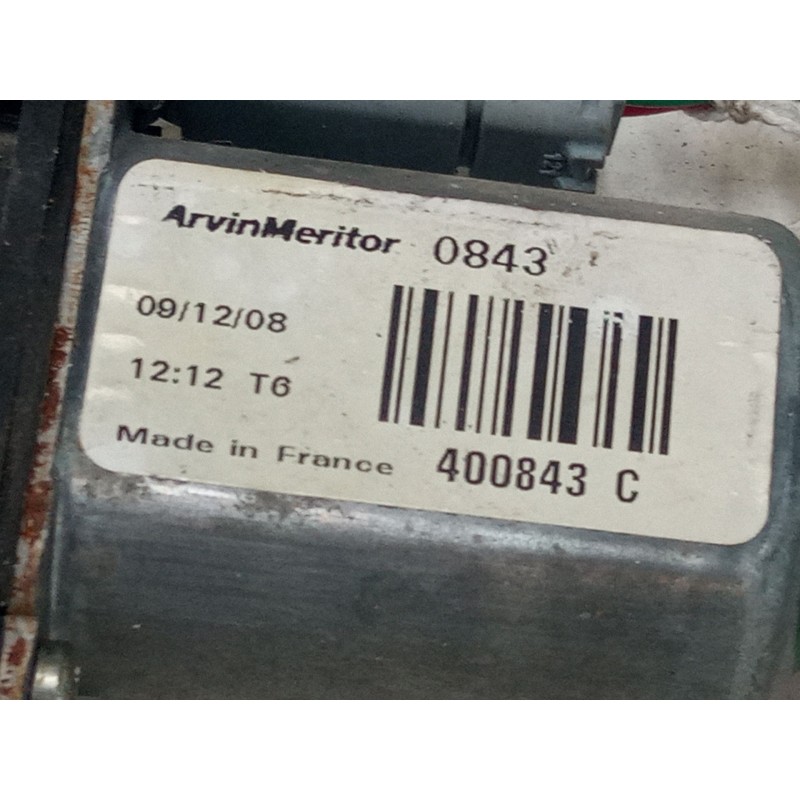 ArvinMeritor 0843
09/12/08
12:12 T6
Made in France 400843 C